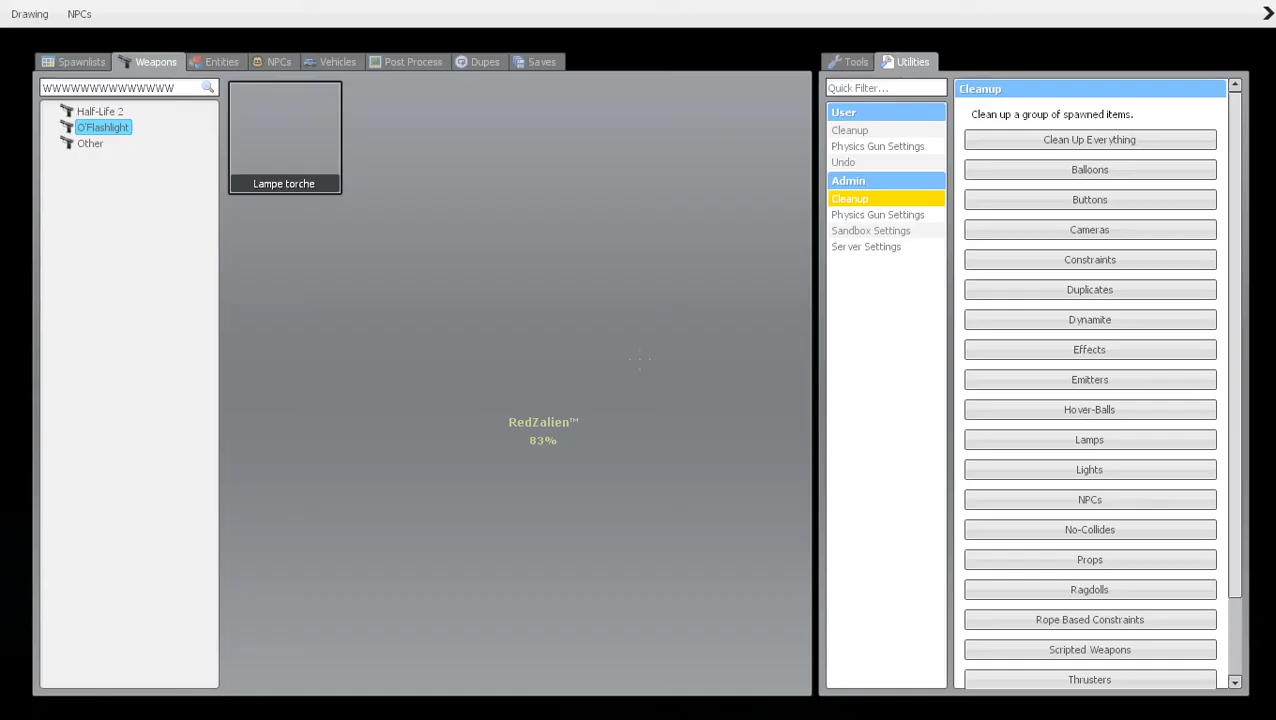 Drawing NPCs
Spawnlists Weapons Entities NPCs Vehicles Post Process Dupes Saves
wwwwwwwwwwwwwww
Half-Life 2
O'Flashlight
Other
Lampe torche
RedZalien™
83%
Tools Utilities
Quick Filter...
User
Cleanup
Physics Gun Settings
Undo
Admin
Cleanup
Physics Gun Settings
Sandbox Settings
Server Settings
Cleanup
Clean up a group of spawned items.
Clean Up Everything
Balloons
Buttons
Cameras
Constraints
Duplicates
Dynamite
Effects
Emitters
Hover-Balls
Lamps
Lights
NPCs
No-Collides
Props
Ragdolls
Rope Based Constraints
Scripted Weapons
Thrusters